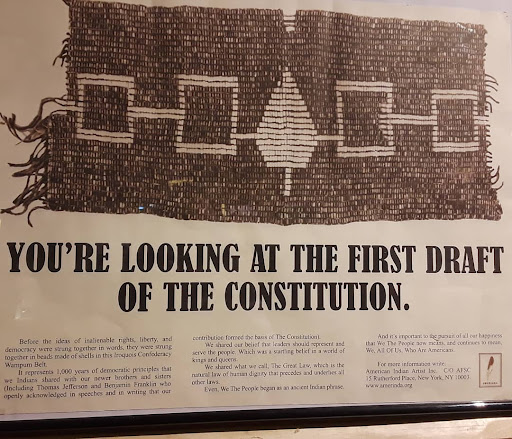 YOU'RE LOOKING AT THE FIRST DRAFT
OF THE CONSTITUTION.
Before the ideas of inalienable rights, liberty, and
democracy were strung together in words, they were strung
together in beads made of shells in this Iroquois Confederacy
Wampum Belt.
It represents 1,000 years of democratic principles that
we Indians shared with our newer brothers and sisters
(Including Thomas Jefferson and Benjamin Franklin who
openly acknowledged in speeches and in writing that our
contribution formed the basis of The Constitution).
We shared our belief that leaders should represent and
serve the people. Which was a startling belief in a world of
kings and queens.
We shared what we call, The Great Law, which is the
natural law of human dignity that precedes and underlies all
other laws.
Even, We The People began as an ancient Indian phrase.
And it's important to the pursuit of all our happiness
that We The People now means, and continues to mean,
We, All Of Us, Who Are Americans.
For more information write:
American Indian Artist Inc. C/O AFSC
15 Rutherford Place, New York, NY 10003
www.amerinda.org